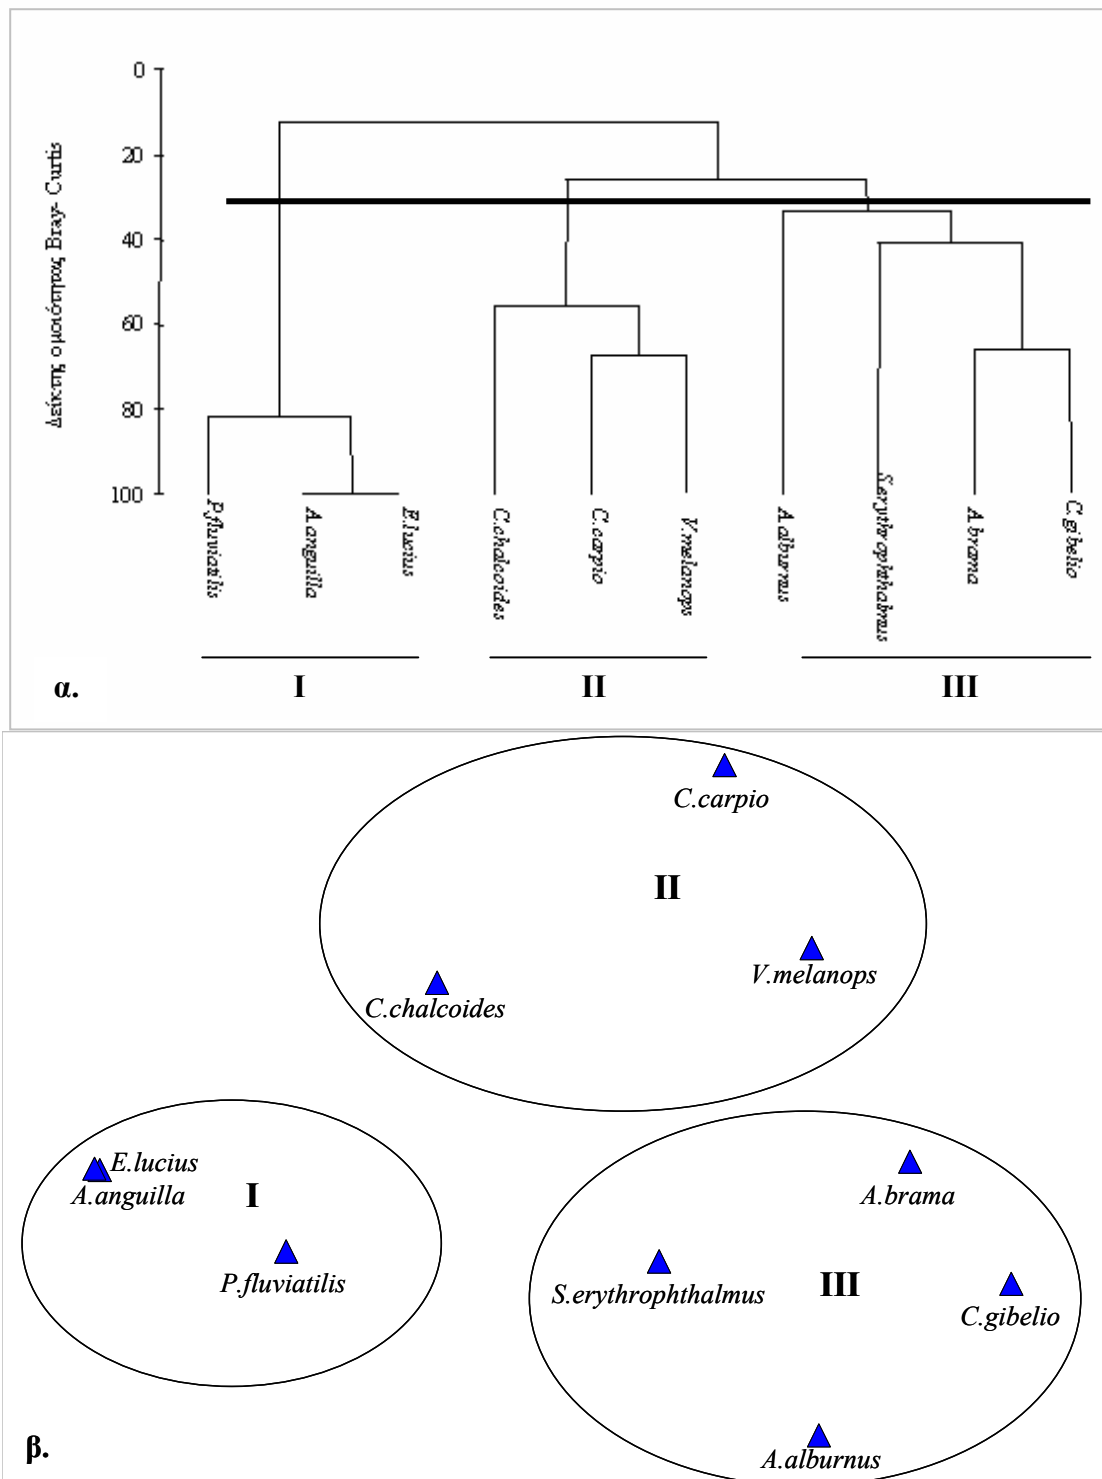 0
20
40
60
80
100
Δείκτης ομοιότητας Bray- Curtis
P.fluviatilis
A.anguilla
E.lucius
C.chalcoides
C.carpio
V.melanops
A.alburnus
S.erythrophthalmus
A.brama
C.gibelio
α.
I
II
III
C.carpio
II
V.melanops
C.chalcoides
E.lucius
A.anguilla
I
P.fluviatilis
A.brama
S.erythrophthalmus
III
C.gibelio
β.
A.alburnus